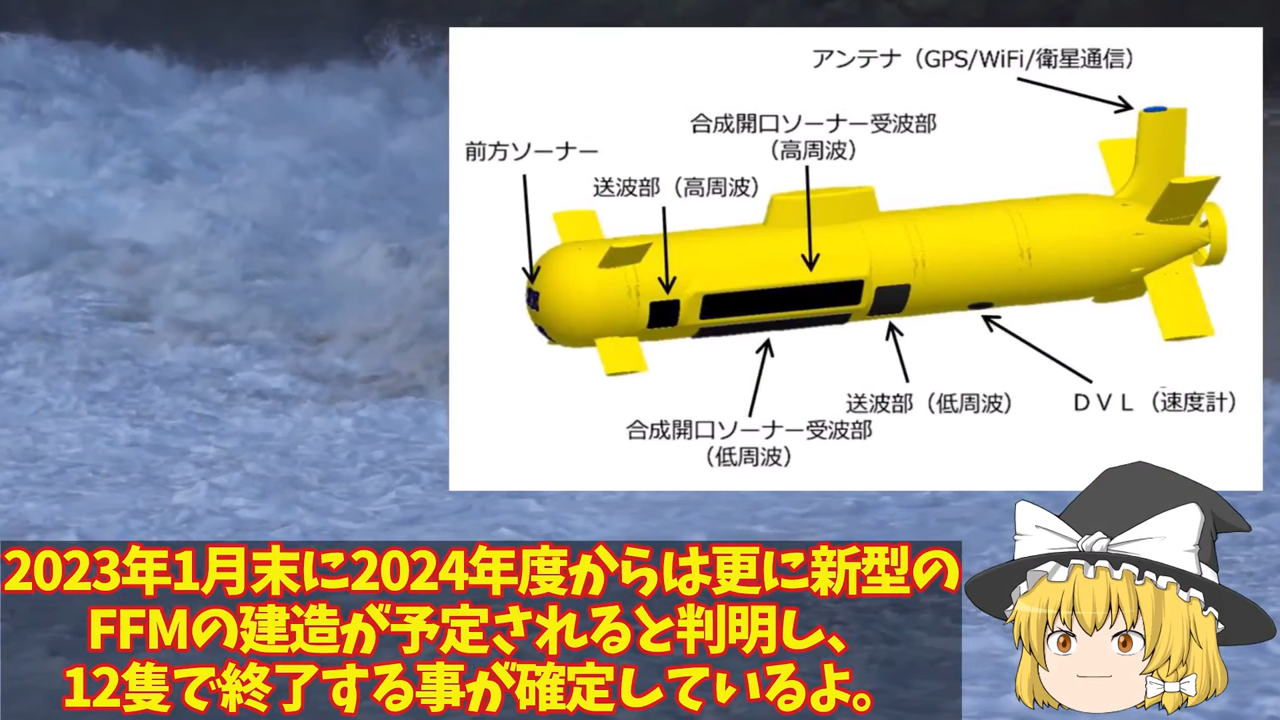 アンテナ（GPS/WiFi/衛星通信）
合成開口ソーナー受波部
（高周波）
前方ソーナー
送波部（高周波）
送波部（低周波）
ＤＶＬ（速度計）
合成開口ソーナー受波部
（低周波）
2023年1月末に2024年度からは更に新型の
FFMの建造が予定されると判明し、
12隻で終了する事が確定しているよ。